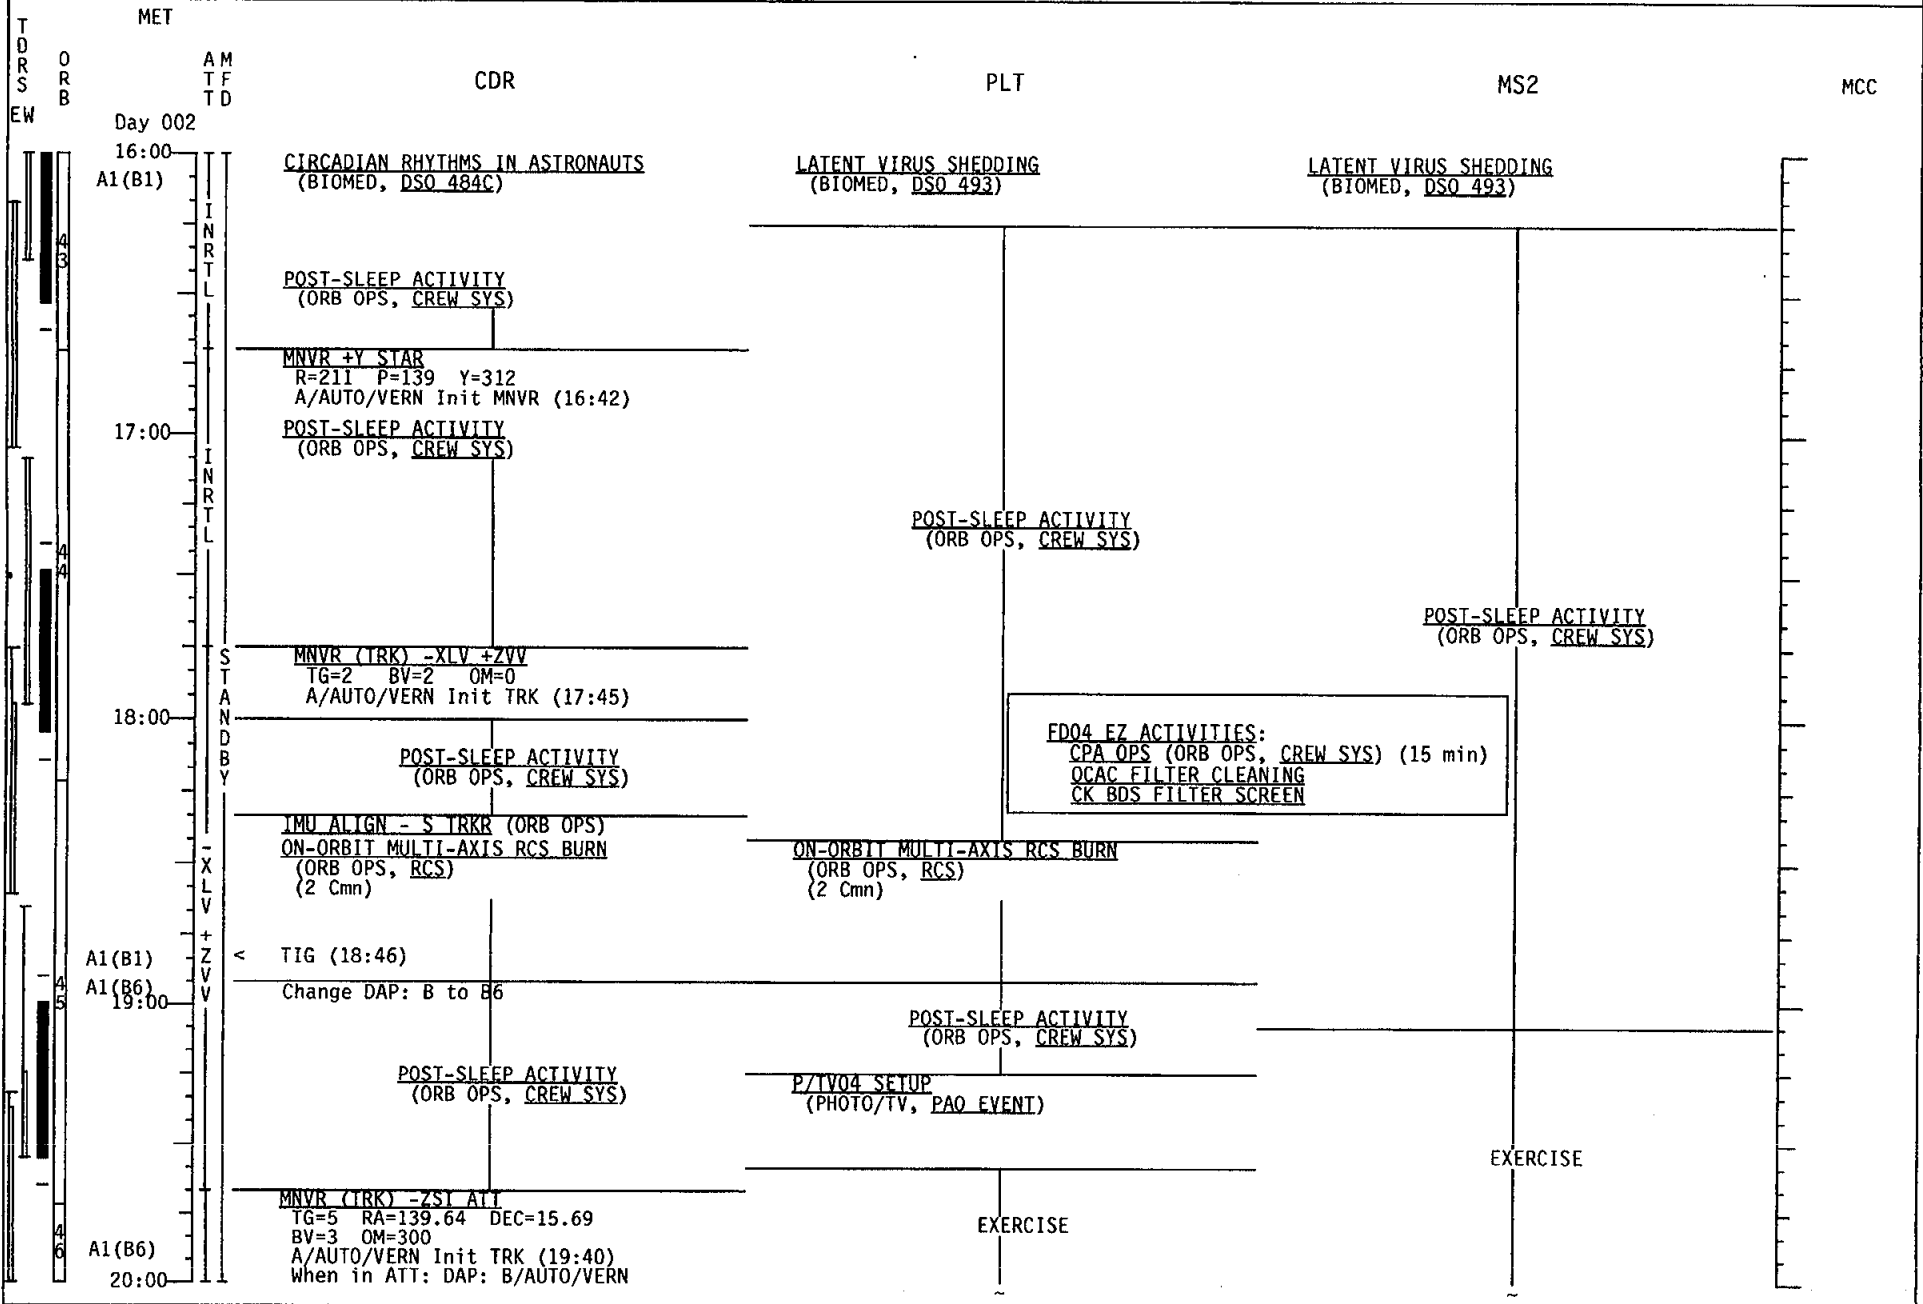 MET
TDRS
EW
ORB
ATT
MFD
CDR
PLT
MS2
MCC
Day 002
16:00
A1(B1)
INRTL
43
CIRCADIAN RHYTHMS IN ASTRONAUTS
(BIOMED, DSO 484C)
LATENT VIRUS SHEDDING
(BIOMED, DSO 493)
LATENT VIRUS SHEDDING
(BIOMED, DSO 493)
POST-SLEEP ACTIVITY
(ORB OPS, CREW SYS)
MNVR +Y STAR
R=211 P=139 Y=312
A/AUTO/VERN Init MNVR (16:42)
17:00
POST-SLEEP ACTIVITY
(ORB OPS, CREW SYS)
INRTL
44
POST-SLEEP ACTIVITY
(ORB OPS, CREW SYS)
POST-SLEEP ACTIVITY
(ORB OPS, CREW SYS)
STANDBY
MNVR (TRK) -XLV +ZVV
TG=2 BV=2 OM=0
A/AUTO/VERN Init TRK (17:45)
18:00
POST-SLEEP ACTIVITY
(ORB OPS, CREW SYS)
FD04 EZ ACTIVITIES:
CPA OPS (ORB OPS, CREW SYS) (15 min)
OCAC FILTER CLEANING
CK BDS FILTER SCREEN
IMU ALIGN - S TRKR (ORB OPS)
ON-ORBIT MULTI-AXIS RCS BURN
(ORB OPS, RCS)
(2 Cmn)
ON-ORBIT MULTI-AXIS RCS BURN
(ORB OPS, RCS)
(2 Cmn)
-XLV +ZVV
A1(B1)
< TIG (18:46)
A1(B6)
45
Change DAP: B to B6
19:00
POST-SLEEP ACTIVITY
(ORB OPS, CREW SYS)
POST-SLEEP ACTIVITY
(ORB OPS, CREW SYS)
P/TV04 SETUP
(PHOTO/TV, PAO EVENT)
EXERCISE
MNVR (TRK) -ZSI ATT
TG=5 RA=139.64 DEC=15.69
BV=3 OM=300
A/AUTO/VERN Init TRK (19:40)
When in ATT: DAP: B/AUTO/VERN
EXERCISE
46
A1(B6)
20:00
~
~